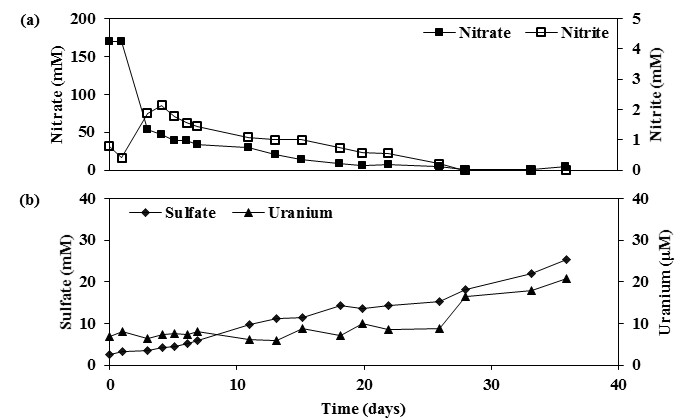 (a)
200
150
100
50
0
Nitrate (mM)
Nitrate
Nitrite
5
4
3
2
1
0
Nitrite (mM)
(b)
40
30
20
10
0
Sulfate (mM)
Sulfate
Uranium
40
30
20
10
0
Uranium (µM)
0 10 20 30 40
Time (days)